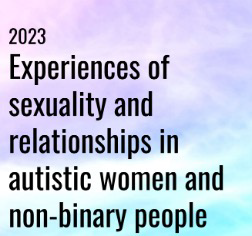 2023
Experiences of
sexuality and
relationships in
autistic women and
non-binary people